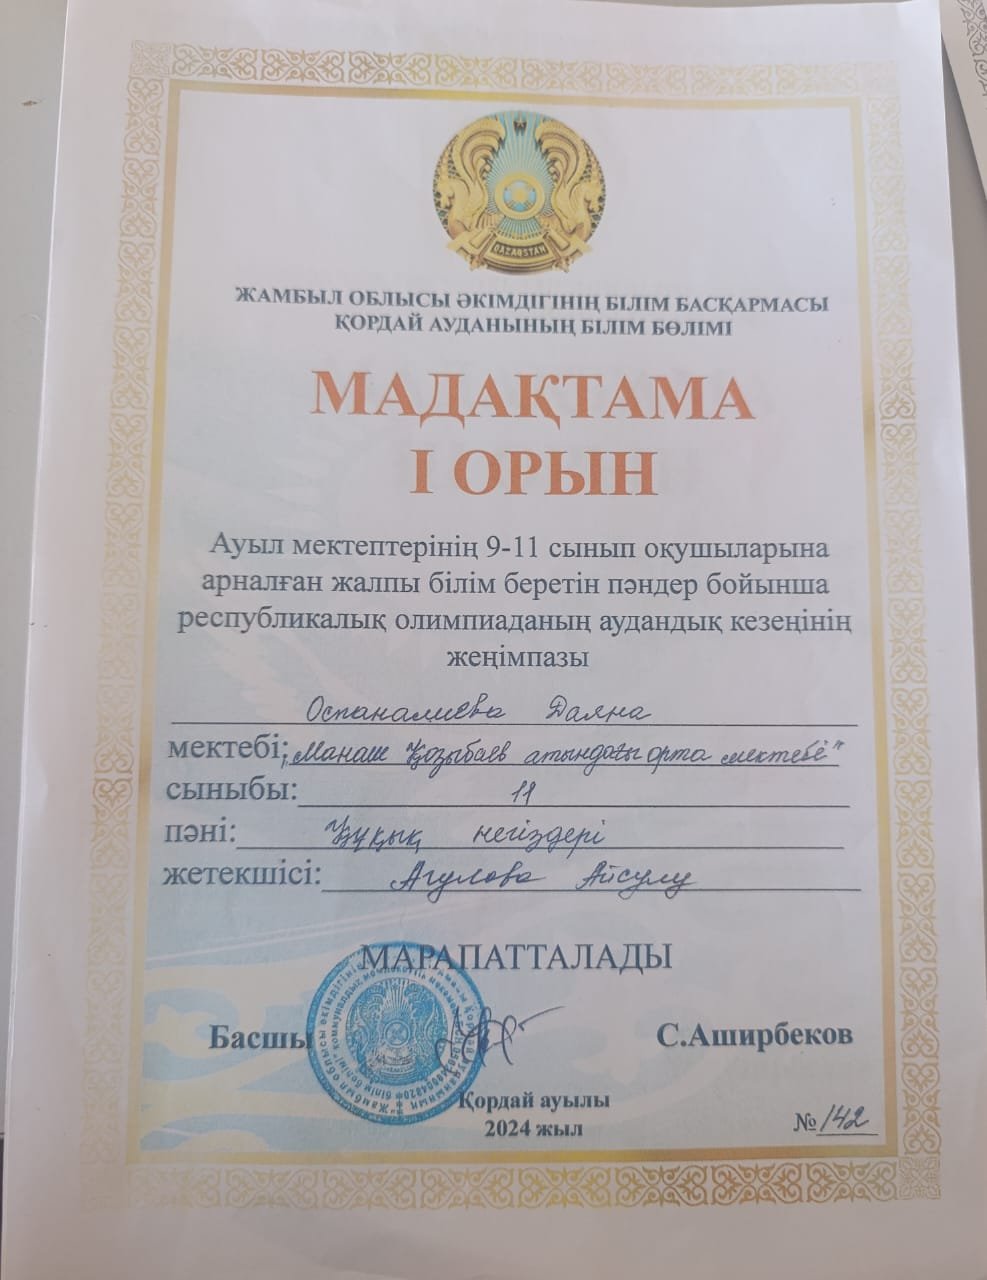 QAZAQSTAN
ЖАМБЫЛ ОБЛЫСЫ ӘКІМДІГІНІҢ БІЛІМ БАСҚАРМАСЫ
ҚОРДАЙ АУДАНЫНЫҢ БІЛІМ БӨЛІМІ
МАДАҚТАМА
I ОРЫН
Ауыл мектептерінің 9-11 сынып оқушыларына
арналған жалпы білім беретін пәндер бойынша
республикалық олимпиаданың аудандық кезеңінің
жеңімпазы
Оспаналиева Даяна
мектебі: „Манаш Қозыбаев атындағы орта мектебі"
сыныбы: 11
пәні: Құқық негіздері
жетекшісі: Агулова Айсулу
МАРАПАТТАЛАДЫ
Басшы С.Аширбеков
Қордай ауылы
2024 жыл
№ 142